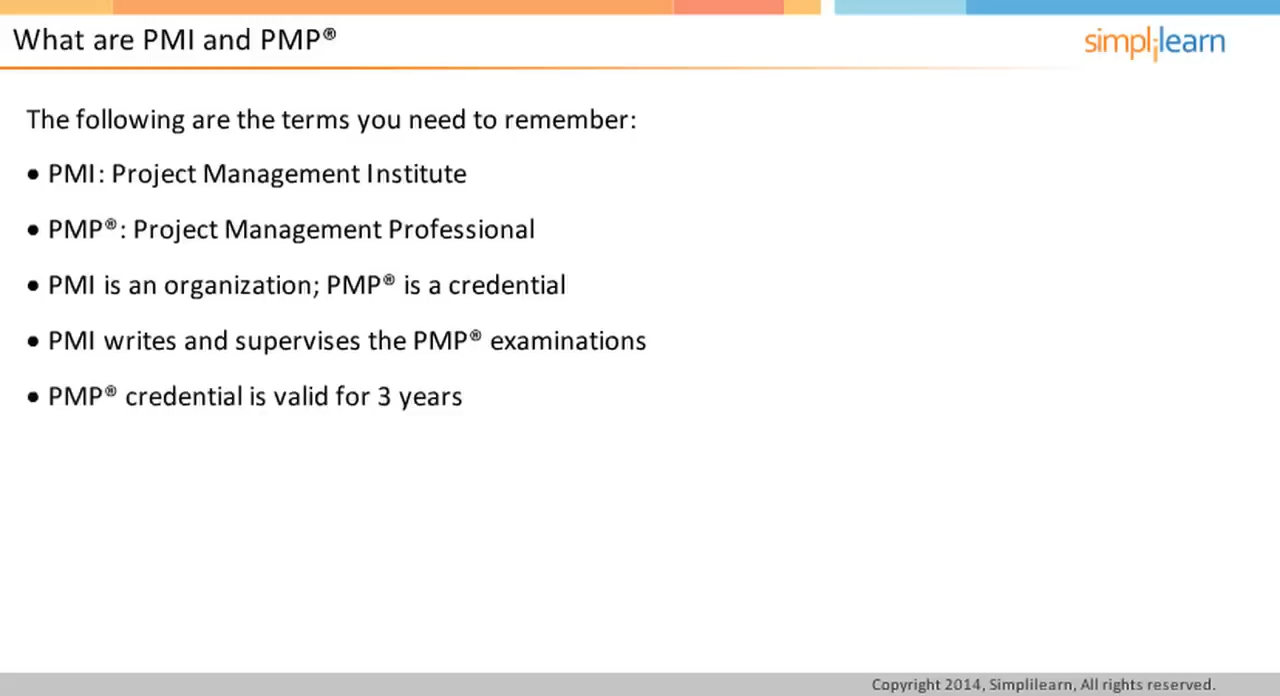 What are PMI and PMP®
simplilearn
The following are the terms you need to remember:
• PMI: Project Management Institute
• PMP®: Project Management Professional
• PMI is an organization; PMP® is a credential
• PMI writes and supervises the PMP® examinations
• PMP® credential is valid for 3 years
Copyright 2014, Simplilearn, All rights reserved.